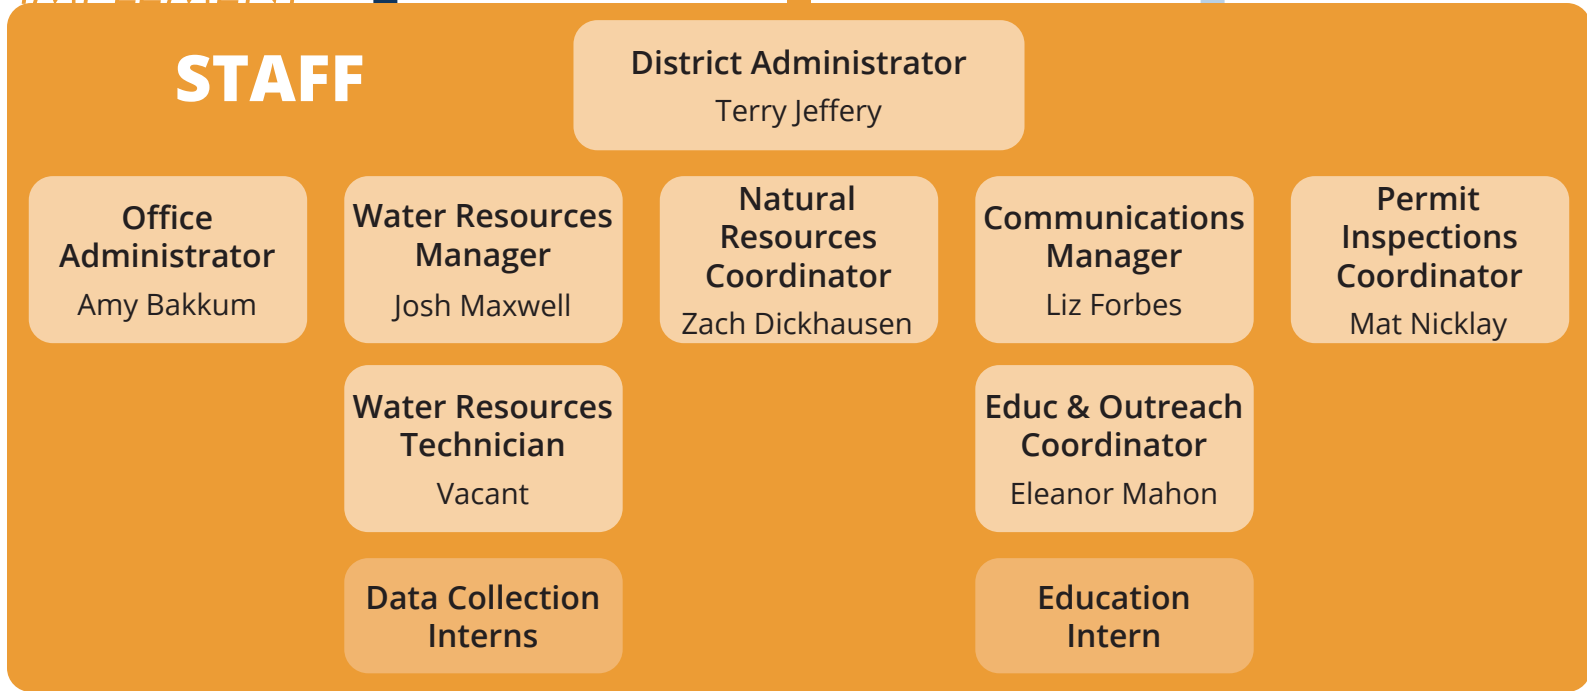 STAFF
District Administrator
Terry Jeffery
Office
Administrator
Amy Bakkum
Water Resources
Manager
Josh Maxwell
Natural
Resources
Coordinator
Zach Dickhausen
Communications
Manager
Liz Forbes
Permit
Inspections
Coordinator
Mat Nicklay
Water Resources
Technician
Vacant
Educ & Outreach
Coordinator
Eleanor Mahon
Data Collection
Interns
Education
Intern